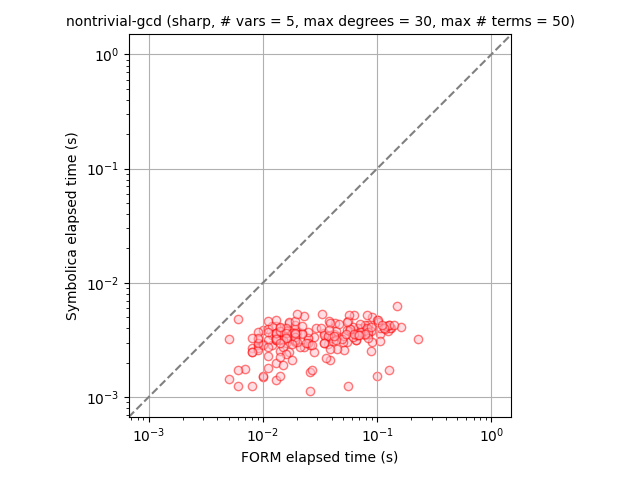 nontrivial-gcd (sharp, # vars = 5, max degrees = 30, max # terms = 50)
Symbolica elapsed time (s)
10⁰
10⁻¹
10⁻²
10⁻³
10⁻³ 10⁻² 10⁻¹ 10⁰
FORM elapsed time (s)